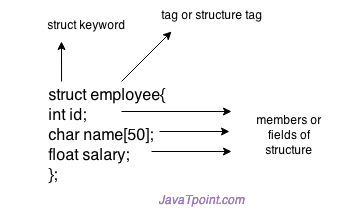 struct keyword
tag or structure tag
struct employee{
int id;
char name[50];
float salary;
};
members or
fields of
structure
JavaTpoint.com